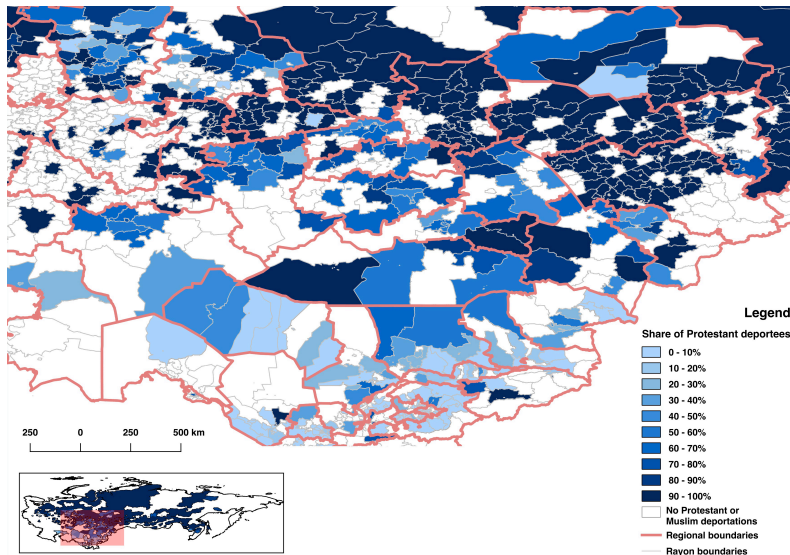 Legend
Share of Protestant deportees
0 - 10%
10 - 20%
20 - 30%
30 - 40%
40 - 50%
50 - 60%
60 - 70%
70 - 80%
80 - 90%
90 - 100%
No Protestant or
Muslim deportations
Regional boundaries
Rayon boundaries
250 0 250 500 km